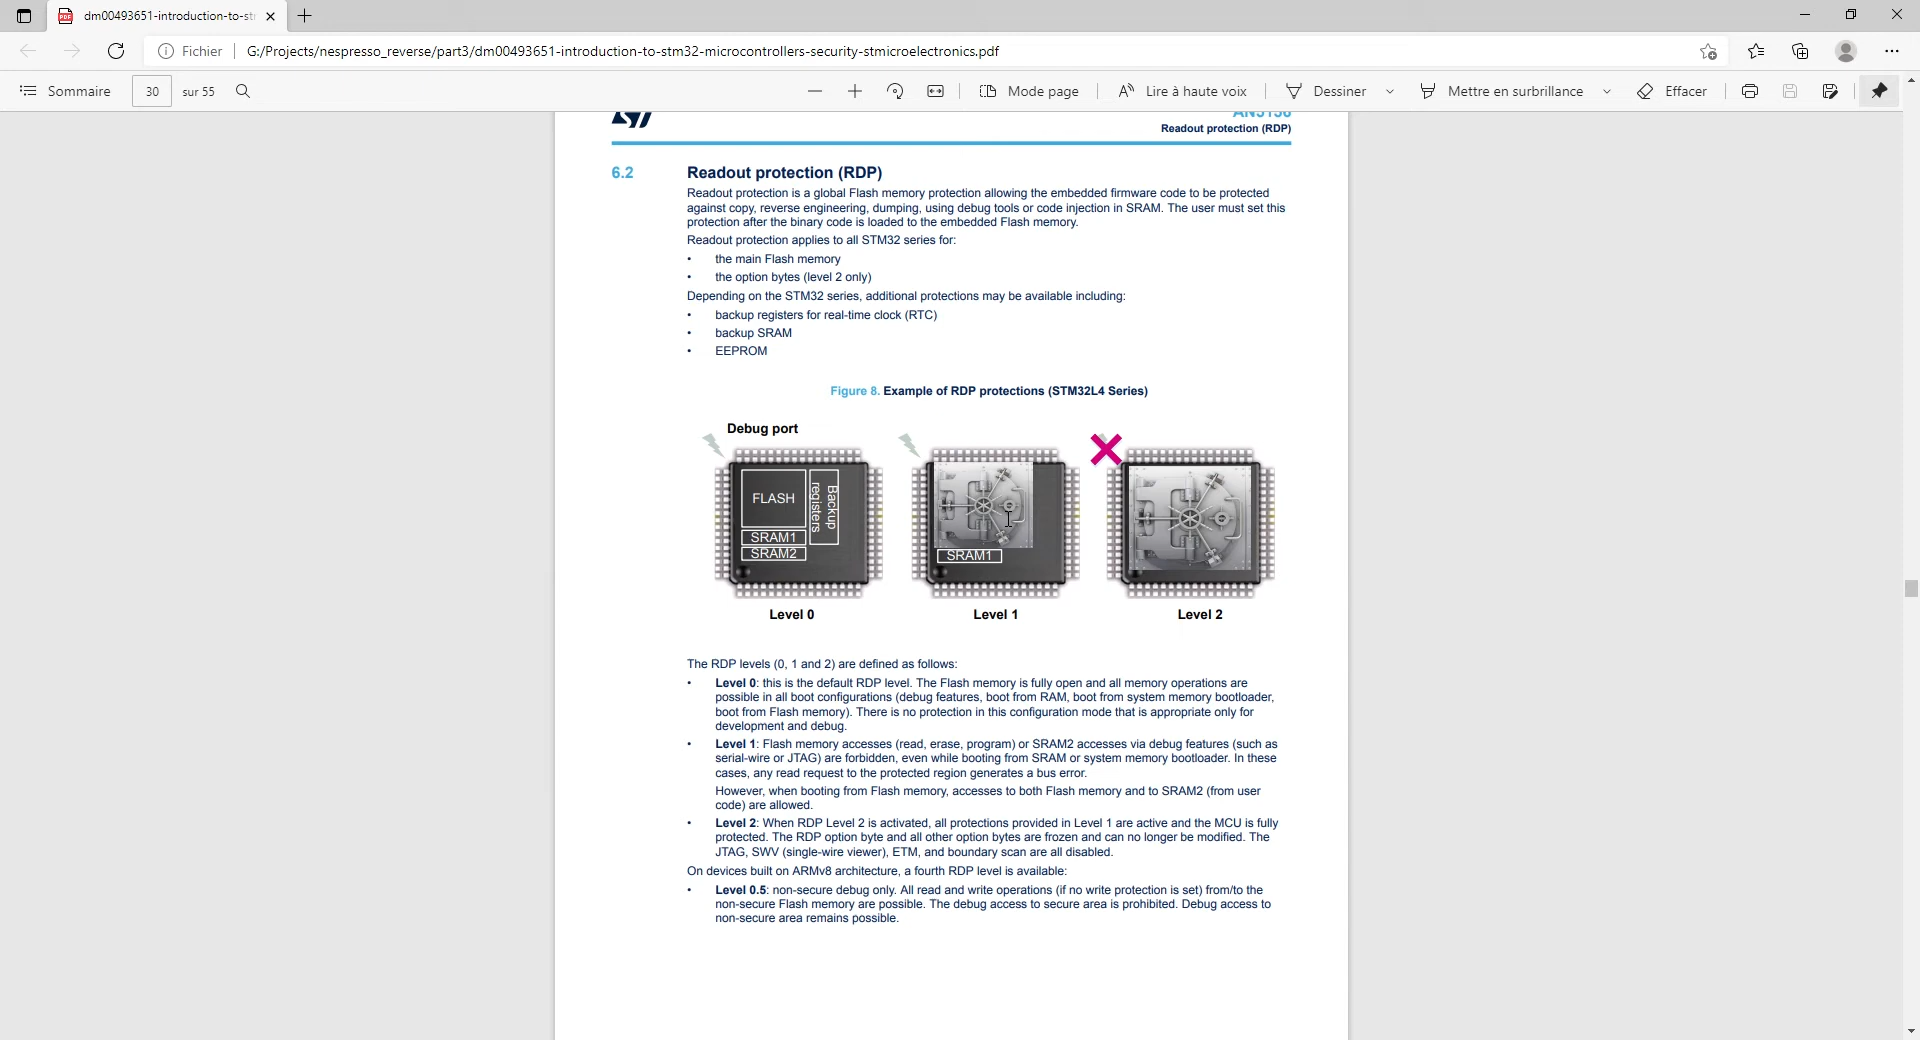 dm00493651-introduction-to-st
Fichier
G:/Projects/nespresso_reverse/part3/dm00493651-introduction-to-stm32-microcontrollers-security-stmicroelectronics.pdf
Sommaire
30
sur 55
Mode page
Lire à haute voix
Dessiner
Mettre en surbrillance
Effacer
Readout protection (RDP)
6.2 Readout protection (RDP)
Readout protection is a global Flash memory protection allowing the embedded firmware code to be protected
against copy, reverse engineering, dumping, using debug tools or code injection in SRAM. The user must set this
protection after the binary code is loaded to the embedded Flash memory.
Readout protection applies to all STM32 series for:
• the main Flash memory
• the option bytes (level 2 only)
Depending on the STM32 series, additional protections may be available including:
• backup registers for real-time clock (RTC)
• backup SRAM
• EEPROM
Figure 8. Example of RDP protections (STM32L4 Series)
Debug port
FLASH
Backup
registers
SRAM1
SRAM2
SRAM1
Level 0
Level 1
Level 2
The RDP levels (0, 1 and 2) are defined as follows:
• Level 0: this is the default RDP level. The Flash memory is fully open and all memory operations are
possible in all boot configurations (debug features, boot from RAM, boot from system memory bootloader,
boot from Flash memory). There is no protection in this configuration mode that is appropriate only for
development and debug.
• Level 1: Flash memory accesses (read, erase, program) or SRAM2 accesses via debug features (such as
serial-wire or JTAG) are forbidden, even while booting from SRAM or system memory bootloader. In these
cases, any read request to the protected region generates a bus error.
However, when booting from Flash memory, accesses to both Flash memory and to SRAM2 (from user
code) are allowed.
• Level 2: When RDP Level 2 is activated, all protections provided in Level 1 are active and the MCU is fully
protected. The RDP option byte and all other option bytes are frozen and can no longer be modified. The
JTAG, SWV (single-wire viewer), ETM, and boundary scan are all disabled.
On devices built on ARMv8 architecture, a fourth RDP level is available:
• Level 0.5: non-secure debug only. All read and write operations (if no write protection is set) from/to the
non-secure Flash memory are possible. The debug access to secure area is prohibited. Debug access to
non-secure area remains possible.